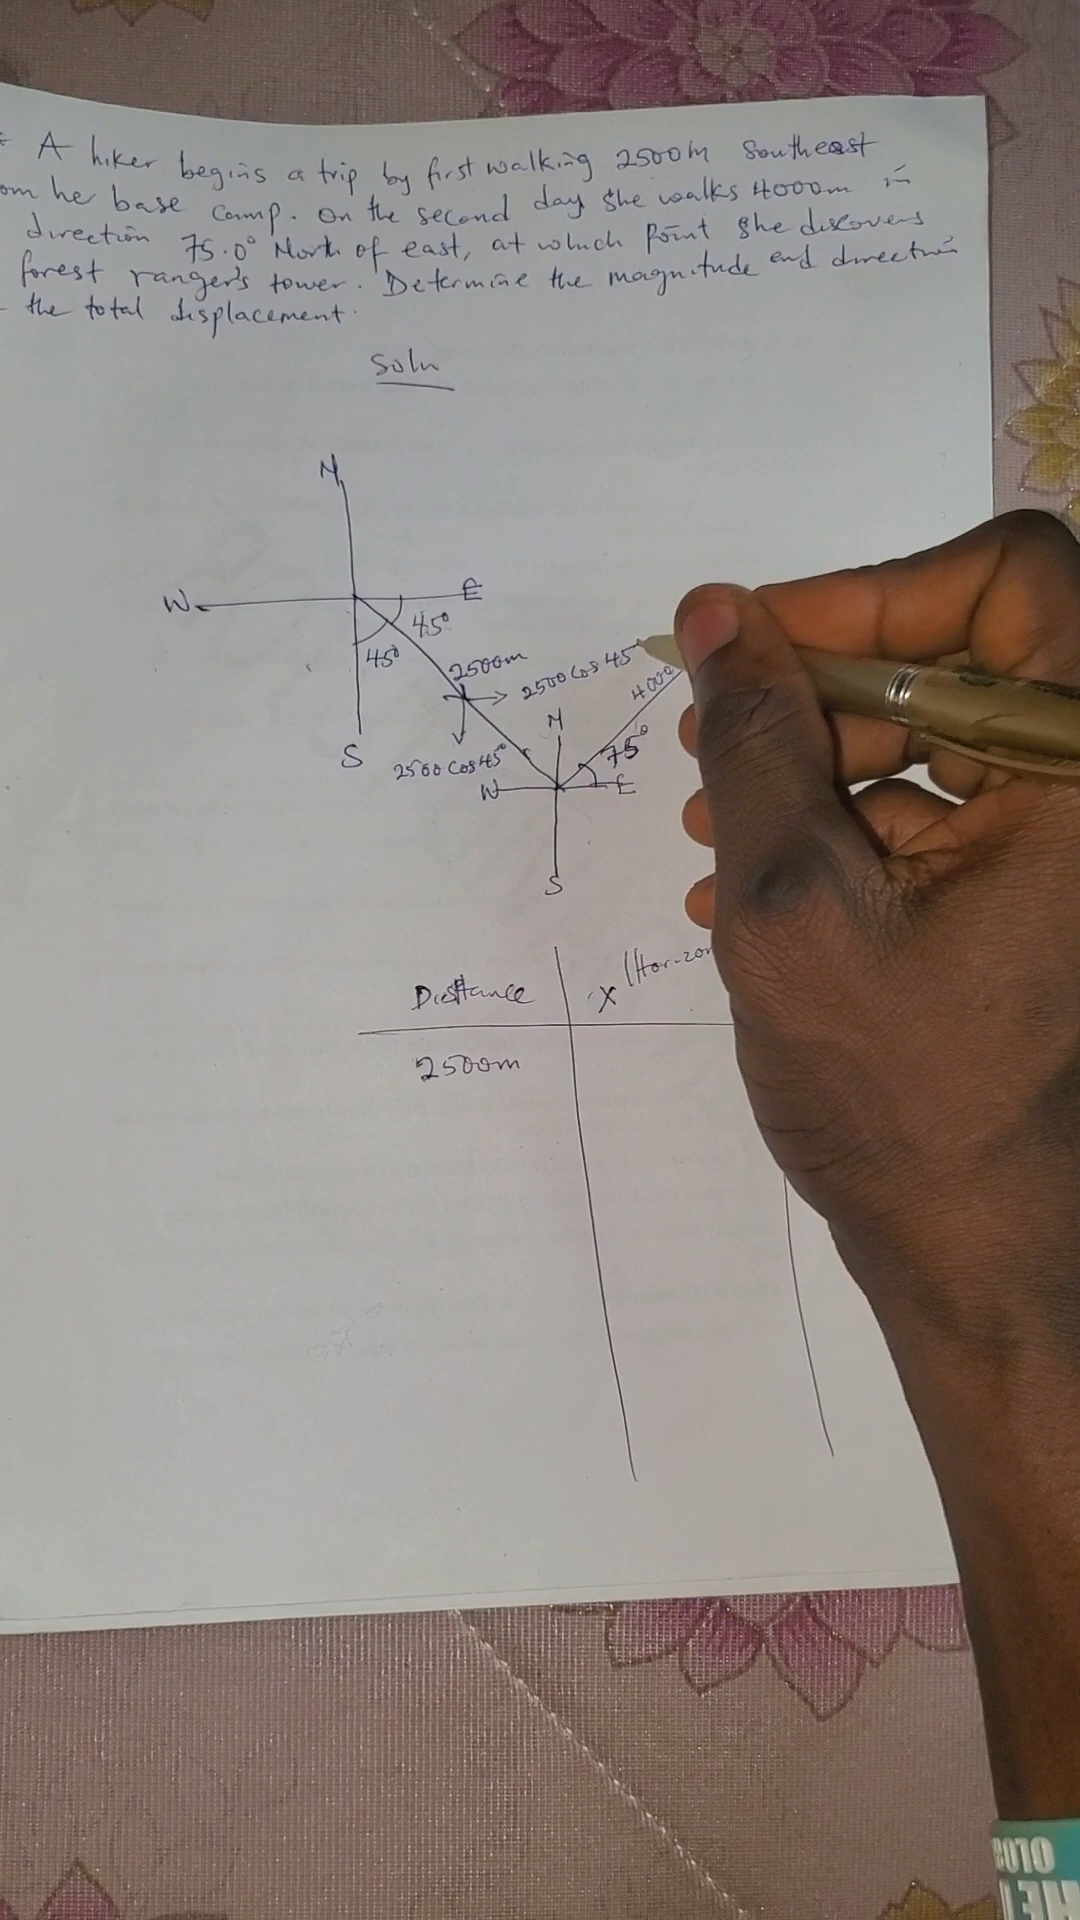 A hiker begins a trip by first walking 2500m Southeast
her base camp. on the second day she walks 4000m in
direction 75.0° North of east, at which Point she discovers
forest ranger's tower. Determine the magnitude and direction
the total displacement.
Soln
N
W E
45°
45°
2500m
2500 Cos 45°
4000
S
N
75°
2500 Cos 45°
W E
S
Disttance X (Horizon
2500m